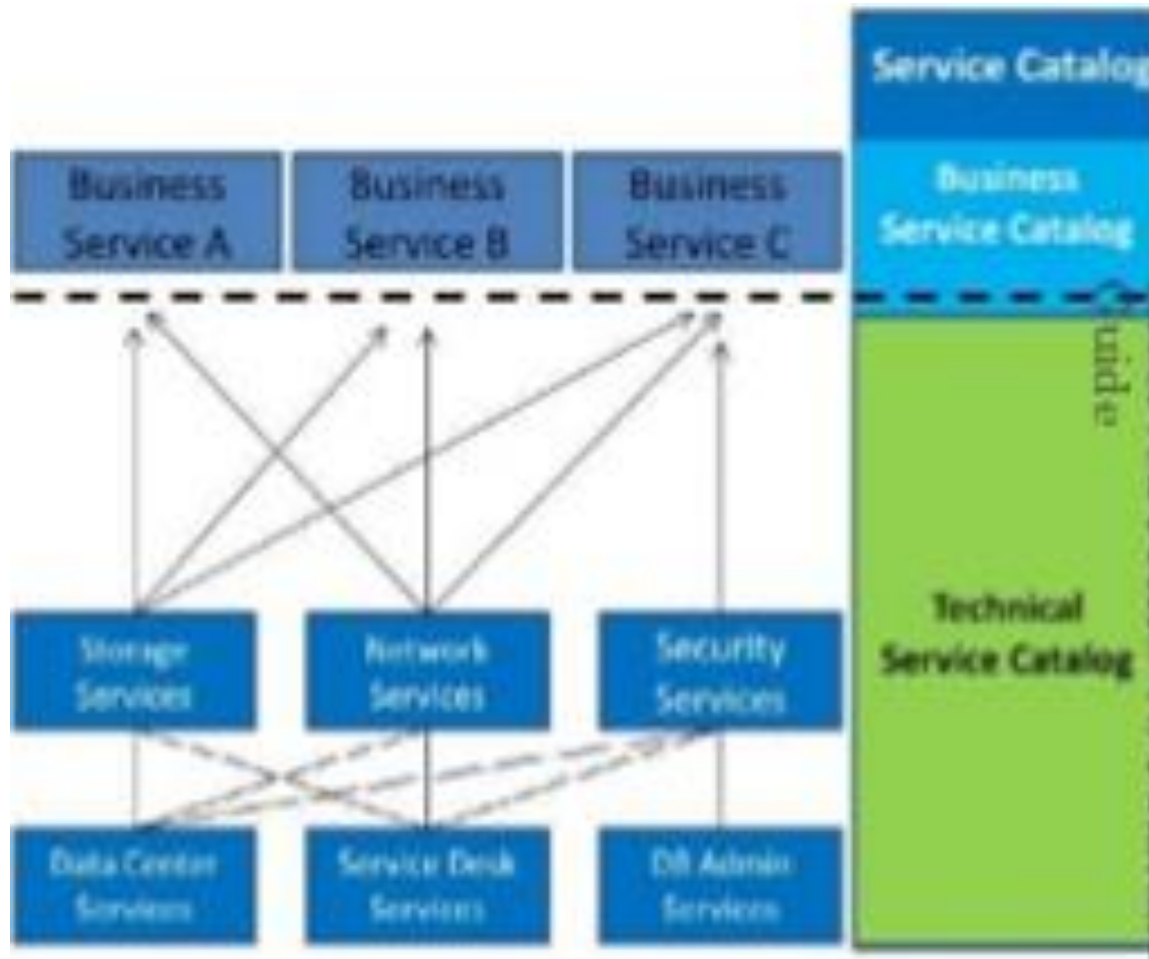 Service Catalog
Business
Service A
Business
Service B
Business
Service C
Business
Service Catalog
Guide
Storage
Services
Network
Services
Security
Services
Technical
Service Catalog
Data Center
Services
Service Desk
Services
DB Admin
Services